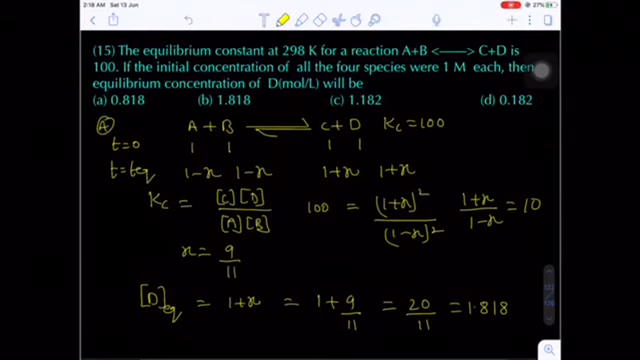 2:18 AM Sat 13 Jun
27%
(15) The equilibrium constant at 298 K for a reaction A+B <——> C+D is
100. If the initial concentration of all the four species were 1 M each, then
equilibrium concentration of D(mol/L) will be
(a) 0.818 (b) 1.818 (c) 1.182 (d) 0.182
(A) A + B ⇌ C + D Kc = 100
t=0 1 1 1 1
t=teq 1-x 1-x 1+x 1+x
Kc = [C][D] / [A][B] 100 = (1+x)² / (1-x)² 1+x / 1-x = 10
x = 9/11
[D]eq = 1+x = 1 + 9/11 = 20/11 = 1.818